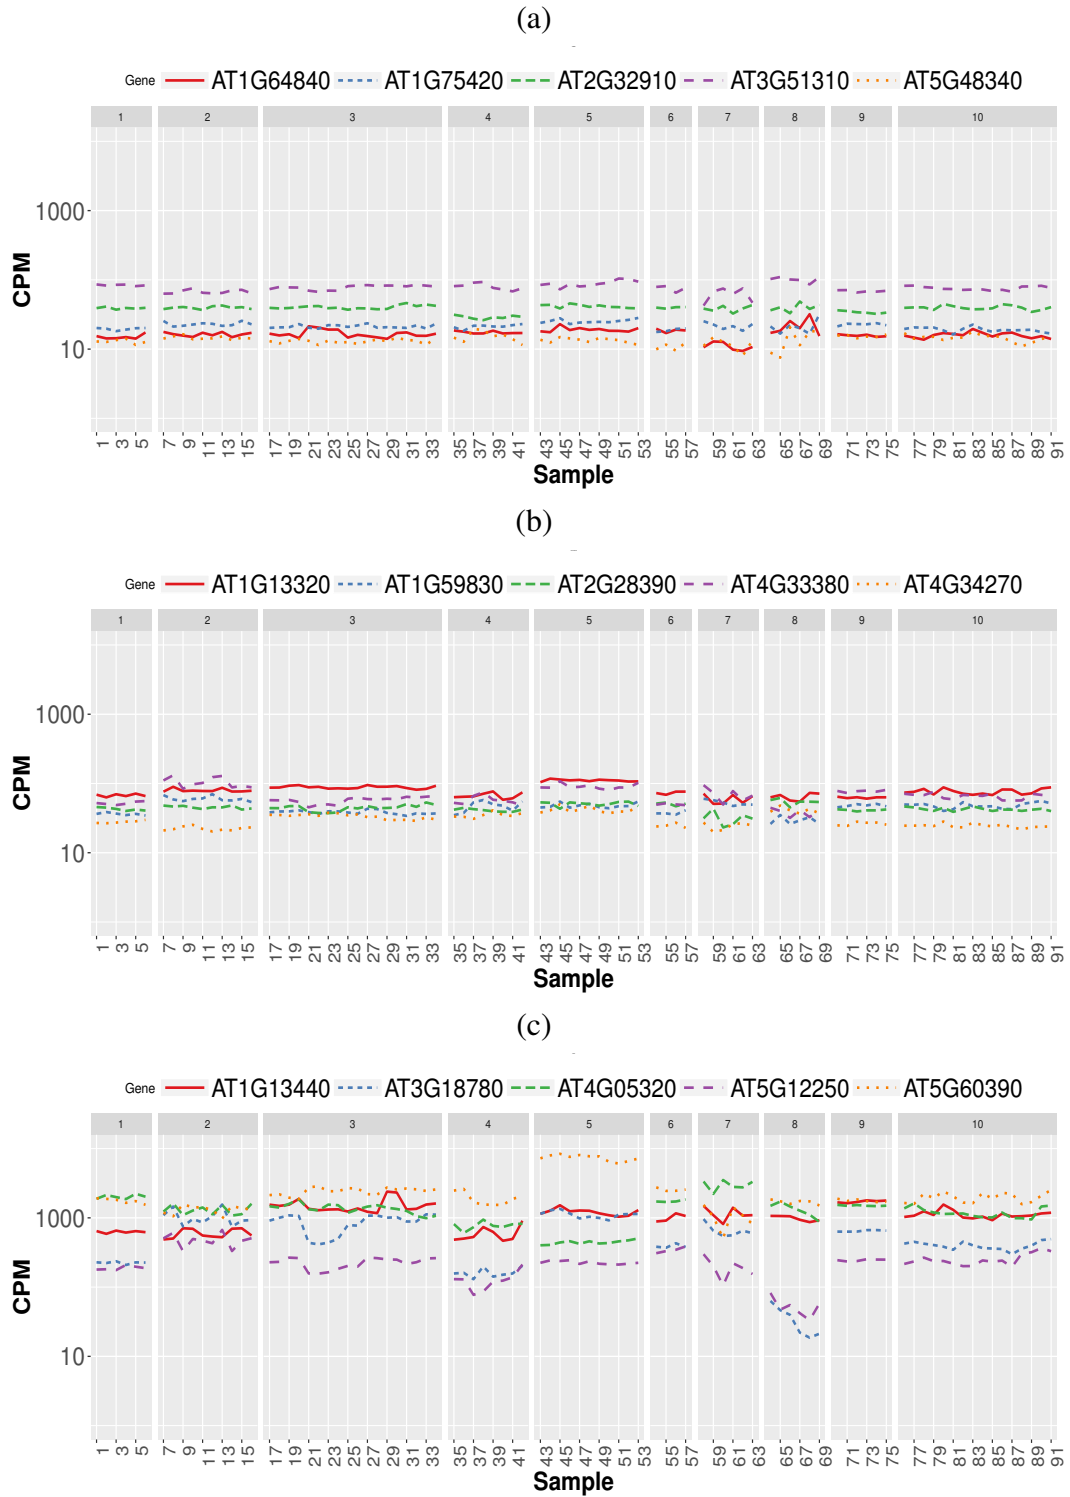 (a)
Gene AT1G64840 AT1G75420 AT2G32910 AT3G51310 AT5G48340
1 2 3 4 5 6 7 8 9 10
1000
10
CPM
1 3 5 7 9 11 13 15 17 19 21 23 25 27 29 31 33 35 37 39 41 43 45 47 49 51 53 55 57 59 61 63 65 67 69 71 73 75 77 79 81 83 85 87 89 91
Sample
(b)
Gene AT1G13320 AT1G59830 AT2G28390 AT4G33380 AT4G34270
1 2 3 4 5 6 7 8 9 10
1000
10
CPM
1 3 5 7 9 11 13 15 17 19 21 23 25 27 29 31 33 35 37 39 41 43 45 47 49 51 53 55 57 59 61 63 65 67 69 71 73 75 77 79 81 83 85 87 89 91
Sample
(c)
Gene AT1G13440 AT3G18780 AT4G05320 AT5G12250 AT5G60390
1 2 3 4 5 6 7 8 9 10
1000
10
CPM
1 3 5 7 9 11 13 15 17 19 21 23 25 27 29 31 33 35 37 39 41 43 45 47 49 51 53 55 57 59 61 63 65 67 69 71 73 75 77 79 81 83 85 87 89 91
Sample